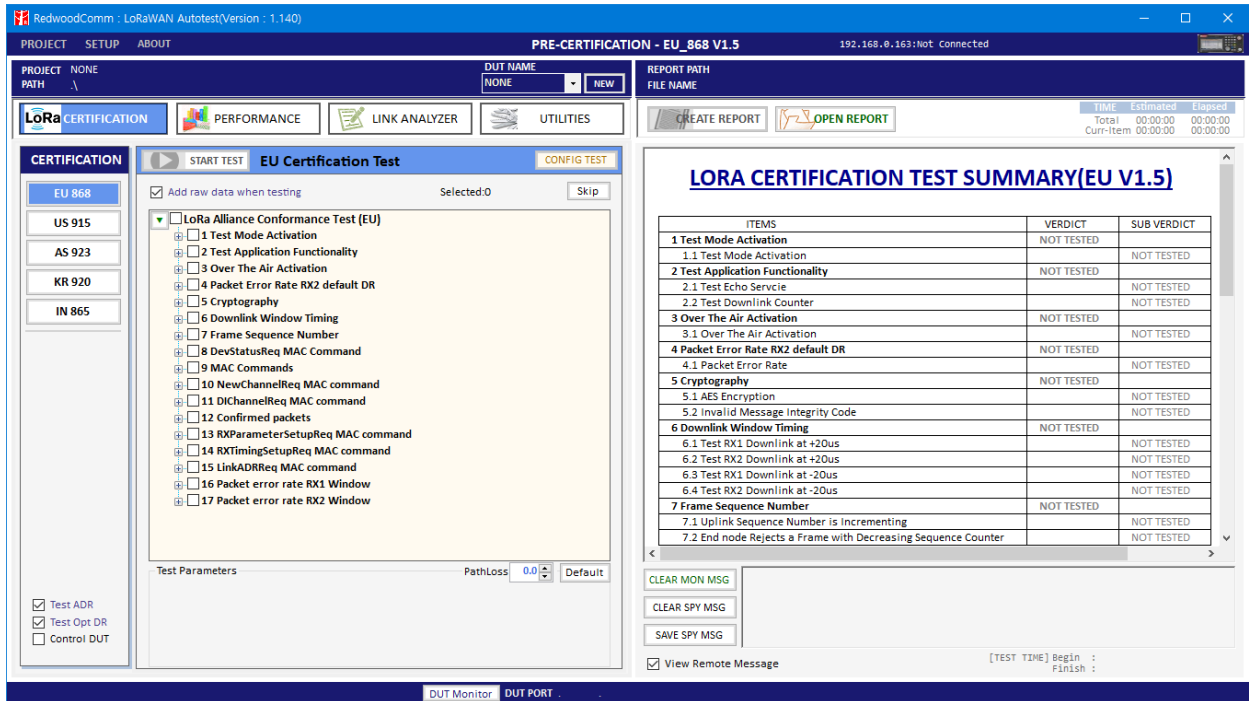 RedwoodComm : LoRaWAN Autotest(Version : 1.140)
PROJECT SETUP ABOUT
PRE-CERTIFICATION - EU_868 V1.5
192.168.0.163:Not Connected
PROJECT NONE
PATH .\
DUT NAME
NONE
NEW
REPORT PATH
FILE NAME
LoRa CERTIFICATION
PERFORMANCE
LINK ANALYZER
UTILITIES
CREATE REPORT
OPEN REPORT
TIME Estimated Elapsed
Total 00:00:00 00:00:00
Curr-Item 00:00:00 00:00:00
CERTIFICATION
EU 868
US 915
AS 923
KR 920
IN 865
Test ADR
Test Opt DR
Control DUT
START TEST
EU Certification Test
CONFIG TEST
Add raw data when testing
Selected:0
Skip
LoRa Alliance Conformance Test (EU)
1 Test Mode Activation
2 Test Application Functionality
3 Over The Air Activation
4 Packet Error Rate RX2 default DR
5 Cryptography
6 Downlink Window Timing
7 Frame Sequence Number
8 DevStatusReq MAC Command
9 MAC Commands
10 NewChannelReq MAC command
11 DIChannelReq MAC command
12 Confirmed packets
13 RXParameterSetupReq MAC command
14 RXTimingSetupReq MAC command
15 LinkADRReq MAC command
16 Packet error rate RX1 Window
17 Packet error rate RX2 Window
Test Parameters
PathLoss 0.0
Default
LORA CERTIFICATION TEST SUMMARY(EU V1.5)
ITEMS VERDICT SUB VERDICT
1 Test Mode Activation NOT TESTED
1.1 Test Mode Activation NOT TESTED
2 Test Application Functionality NOT TESTED
2.1 Test Echo Servcie NOT TESTED
2.2 Test Downlink Counter NOT TESTED
3 Over The Air Activation NOT TESTED
3.1 Over The Air Activation NOT TESTED
4 Packet Error Rate RX2 default DR NOT TESTED
4.1 Packet Error Rate NOT TESTED
5 Cryptography NOT TESTED
5.1 AES Encryption NOT TESTED
5.2 Invalid Message Integrity Code NOT TESTED
6 Downlink Window Timing NOT TESTED
6.1 Test RX1 Downlink at +20us NOT TESTED
6.2 Test RX2 Downlink at +20us NOT TESTED
6.3 Test RX1 Downlink at -20us NOT TESTED
6.4 Test RX2 Downlink at -20us NOT TESTED
7 Frame Sequence Number NOT TESTED
7.1 Uplink Sequence Number is Incrementing NOT TESTED
7.2 End node Rejects a Frame with Decreasing Sequence Counter NOT TESTED
CLEAR MON MSG
CLEAR SPY MSG
SAVE SPY MSG
View Remote Message
[TEST TIME] Begin :
Finish :
DUT Monitor
DUT PORT . .